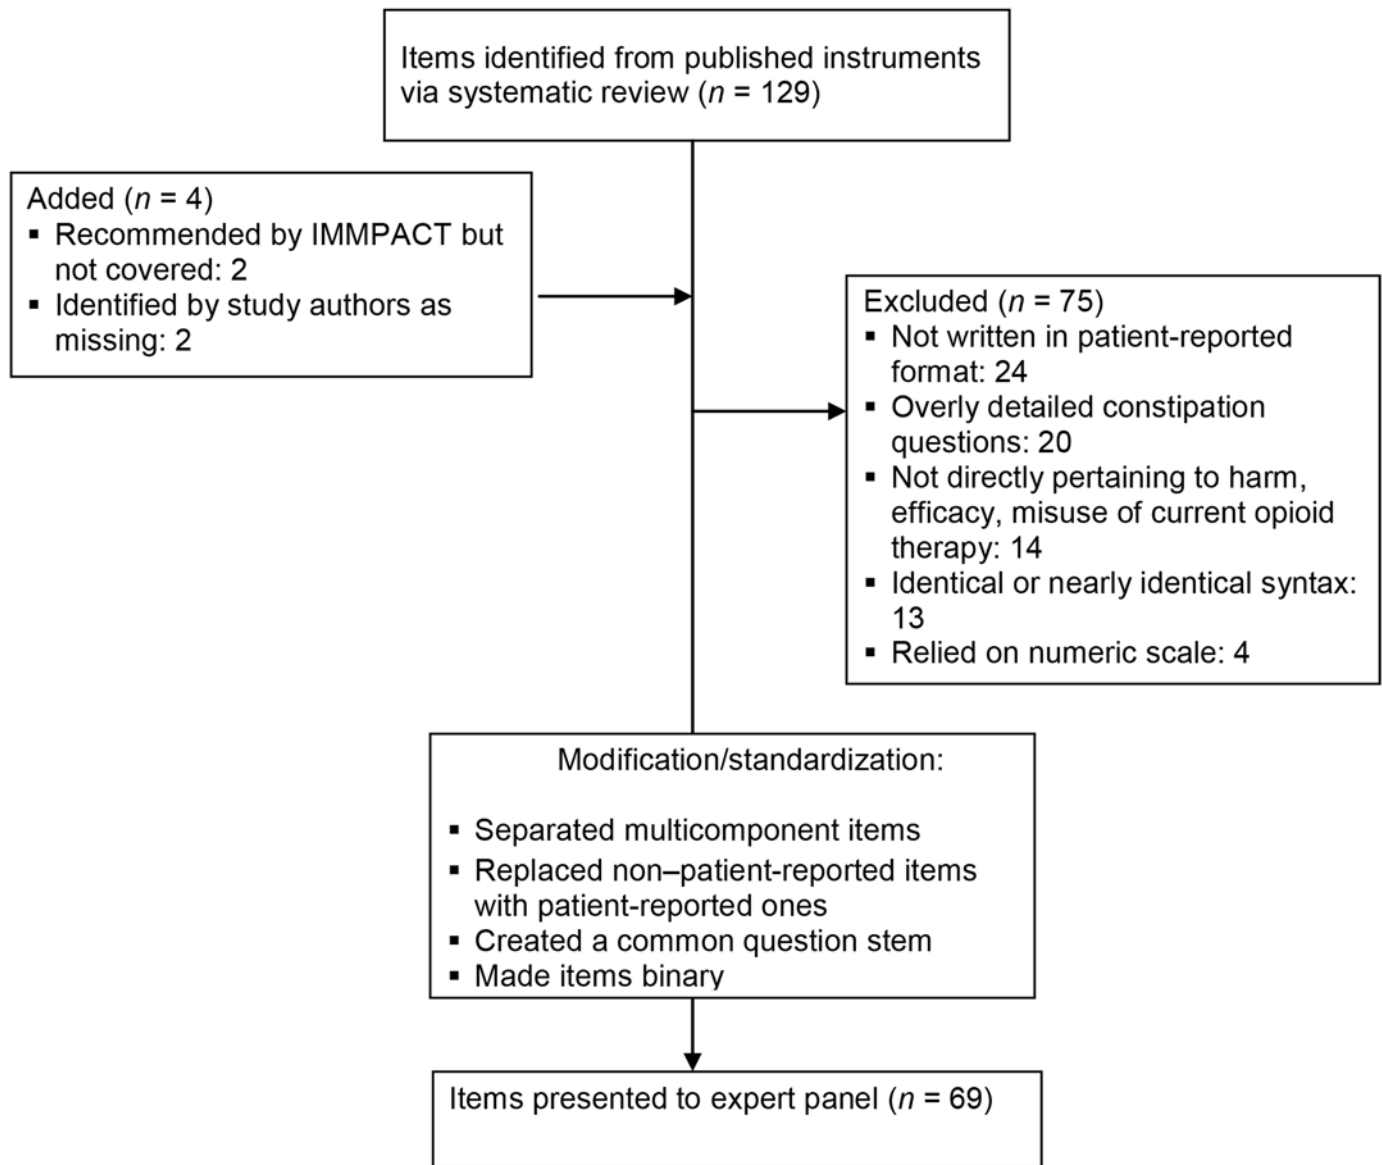 Items identified from published instruments
via systematic review (n = 129)
Added (n = 4)
▪ Recommended by IMMPACT but
not covered: 2
▪ Identified by study authors as
missing: 2
Excluded (n = 75)
▪ Not written in patient-reported
format: 24
▪ Overly detailed constipation
questions: 20
▪ Not directly pertaining to harm,
efficacy, misuse of current opioid
therapy: 14
▪ Identical or nearly identical syntax:
13
▪ Relied on numeric scale: 4
Modification/standardization:
▪ Separated multicomponent items
▪ Replaced non–patient-reported items
with patient-reported ones
▪ Created a common question stem
▪ Made items binary
Items presented to expert panel (n = 69)